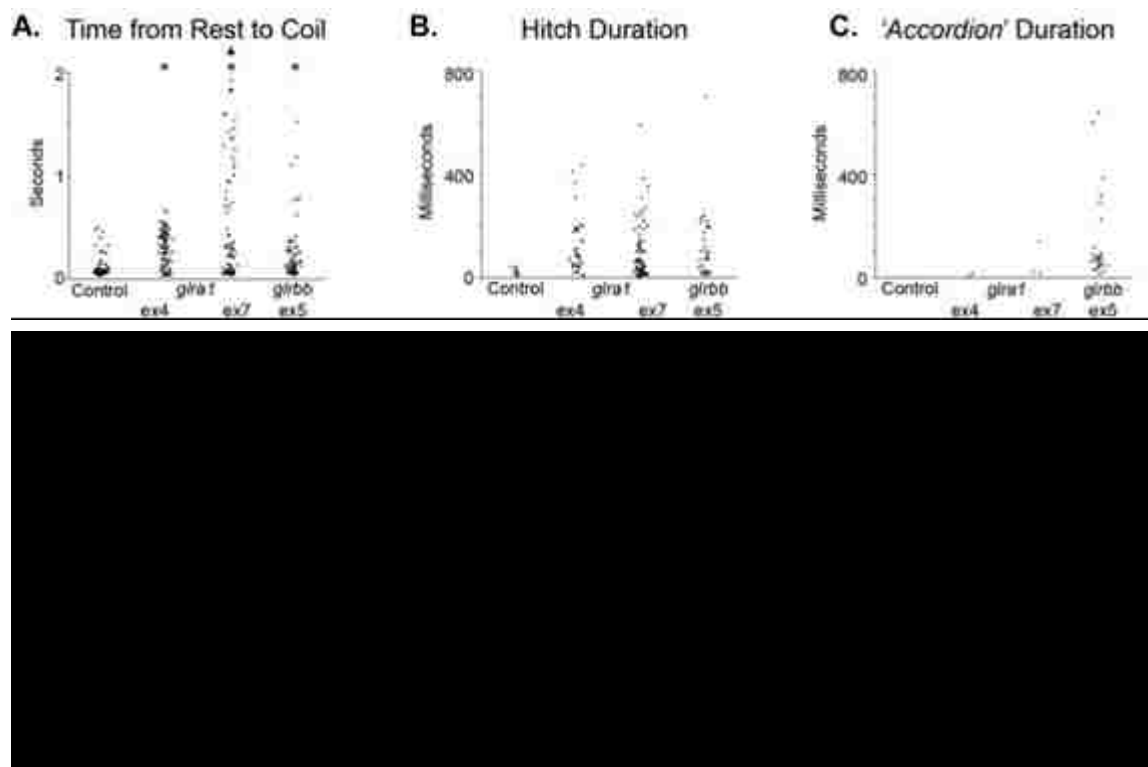 A. Time from Rest to Coil
2
1
0
Seconds
Control
glra1
glrbb
ex4
ex7
ex5
B. Hitch Duration
800
400
0
Milliseconds
Control
glra1
glrbb
ex4
ex7
ex5
C. 'Accordion' Duration
800
400
0
Milliseconds
Control
glra1
glrbb
ex4
ex7
ex5